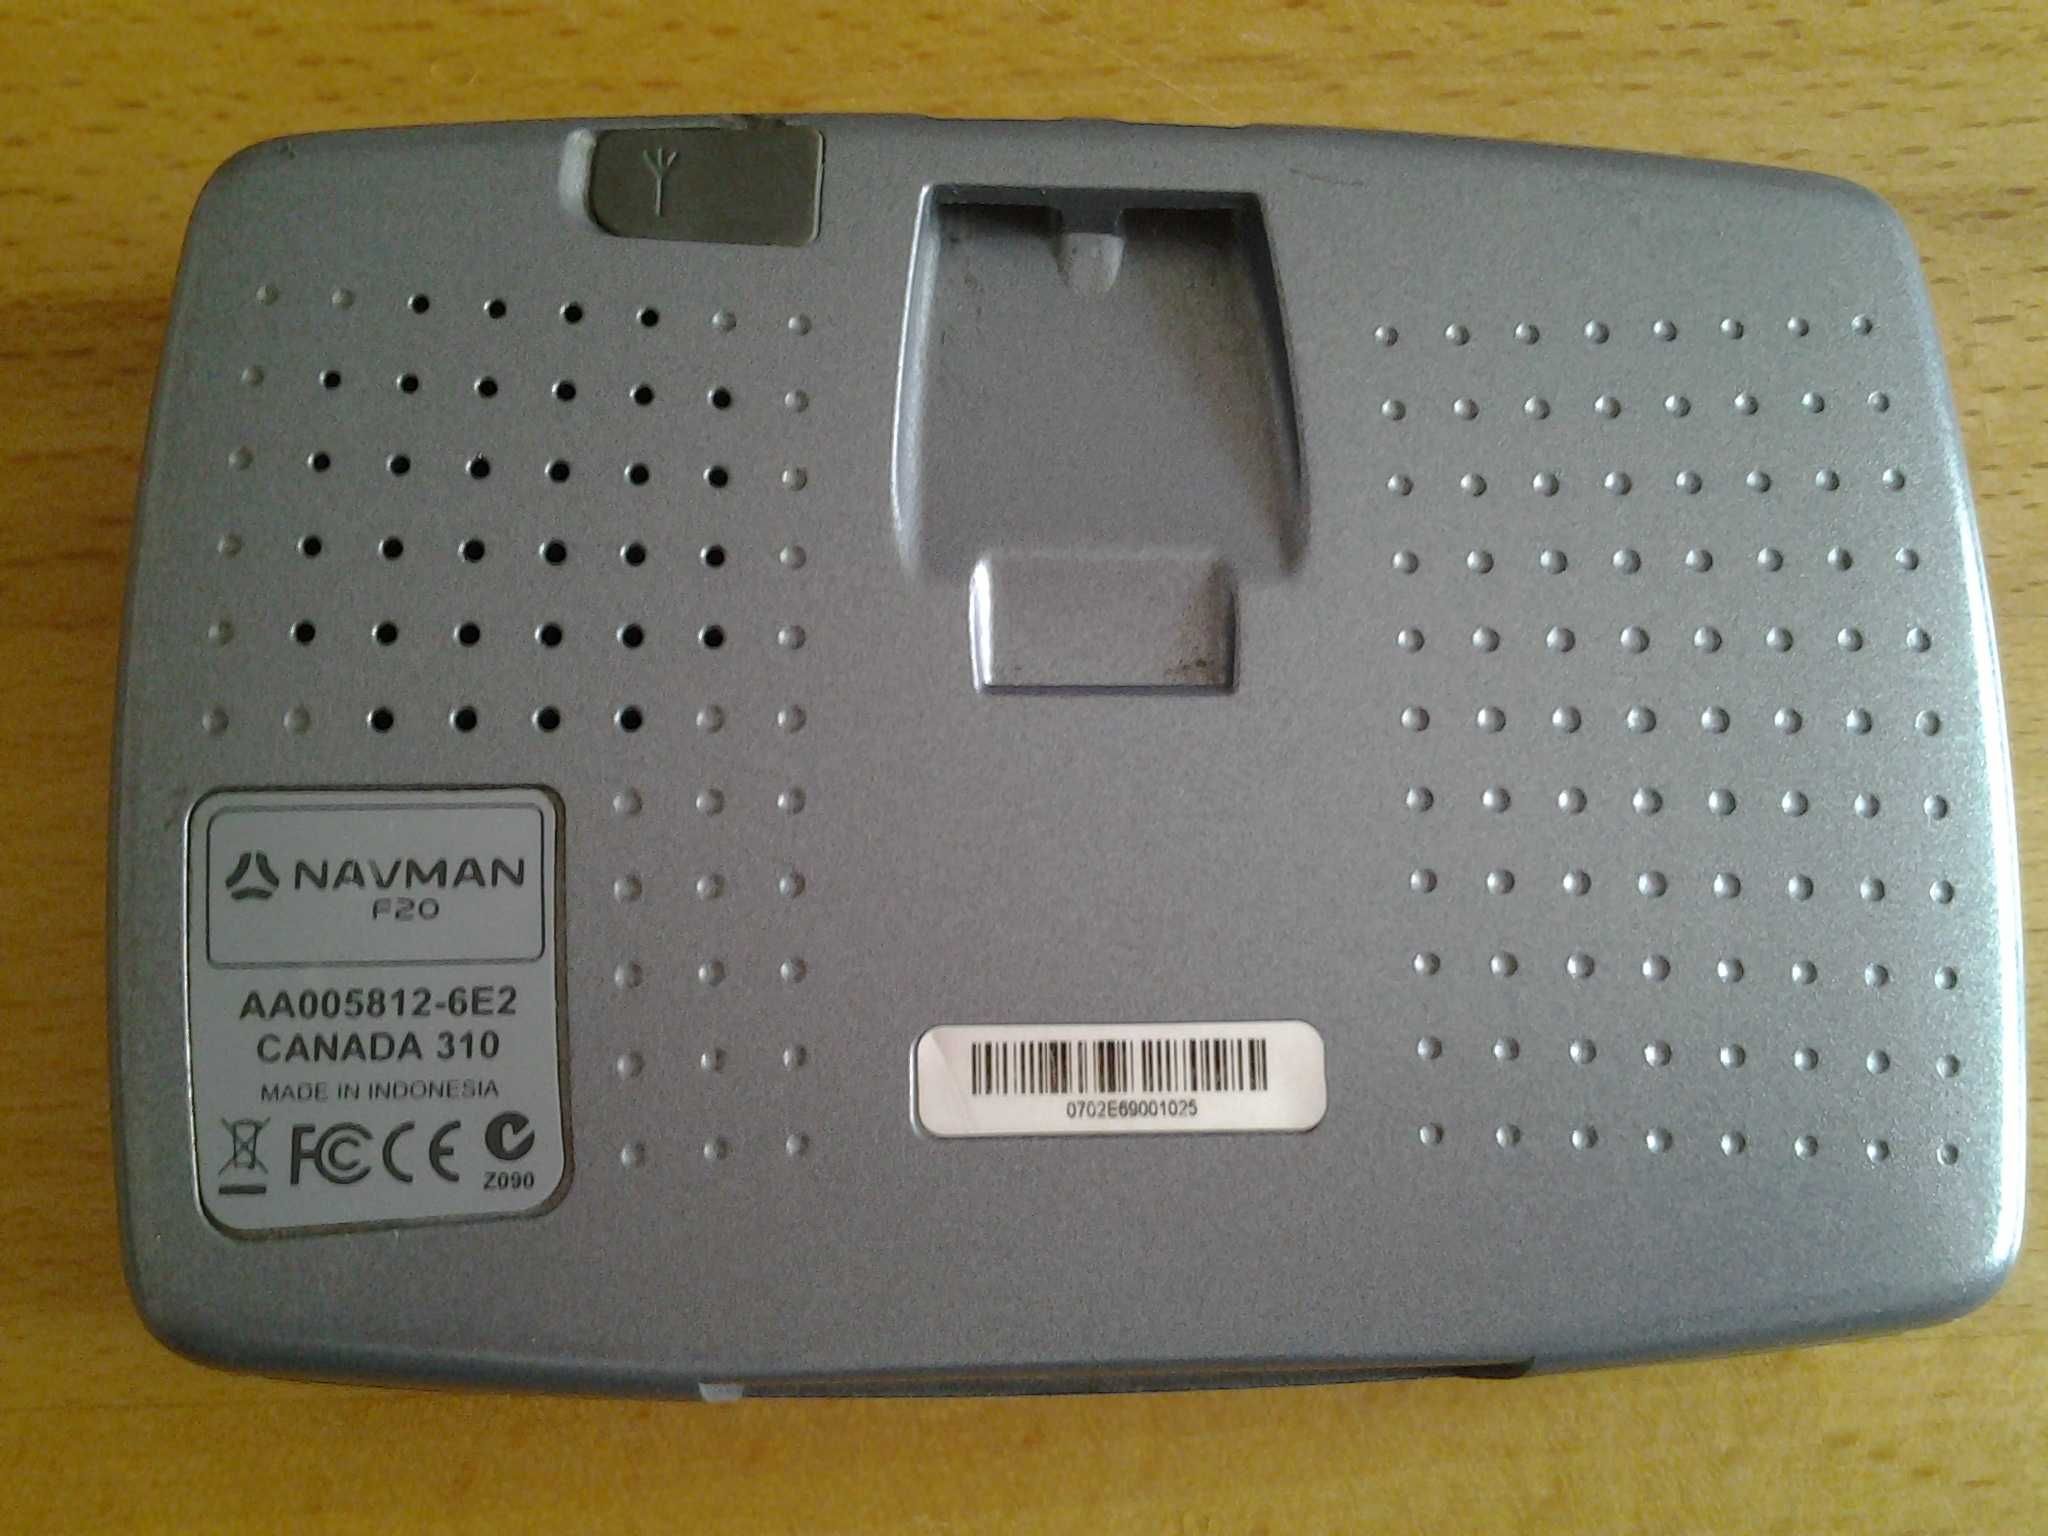 NAVMAN
F20
AA005812-6E2
CANADA 310
MADE IN INDONESIA
FC CE
Z090
0702E69001025